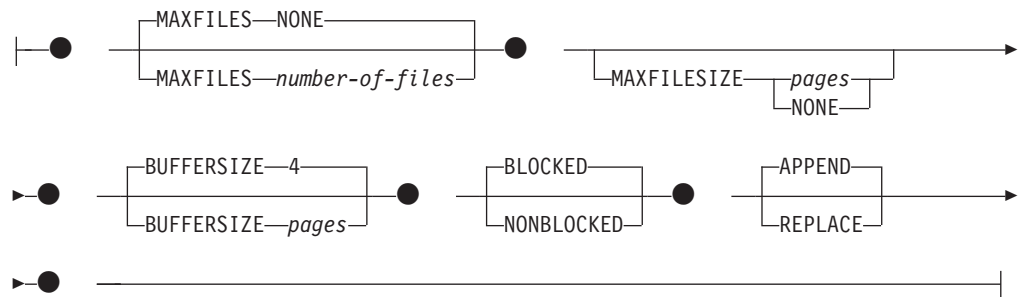 MAXFILES NONE
MAXFILES number-of-files
MAXFILESIZE pages
NONE
BUFFERSIZE 4
BUFFERSIZE pages
BLOCKED
NONBLOCKED
APPEND
REPLACE